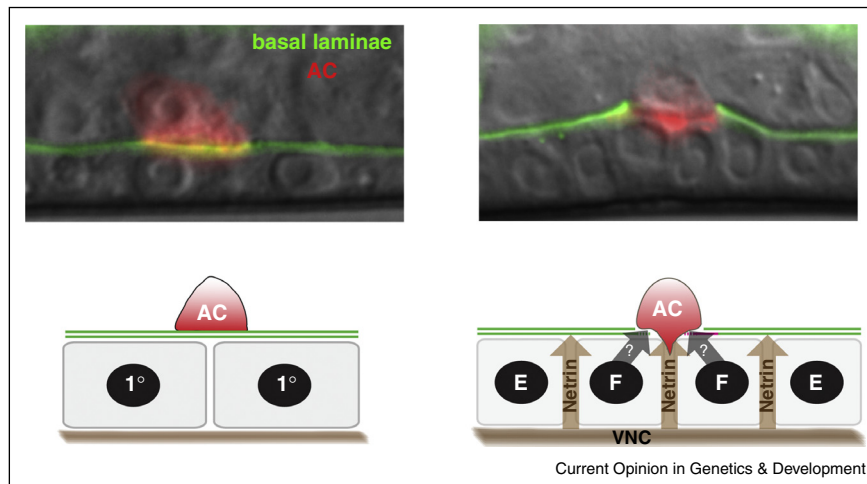 basal laminae
AC
AC
1°
1°
AC
?
?
E
F
F
E
Netrin
Netrin
Netrin
VNC
Current Opinion in Genetics & Development